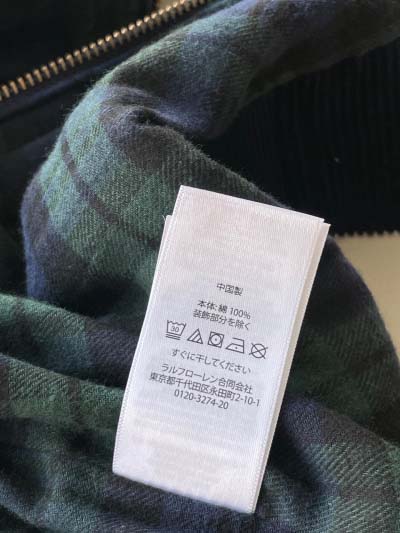 中国製
本体: 綿 100%
装飾部分を除く
30
すぐに干してください
ラルフローレン合同会社
東京都千代田区永田町2-10-1
0120-3274-20